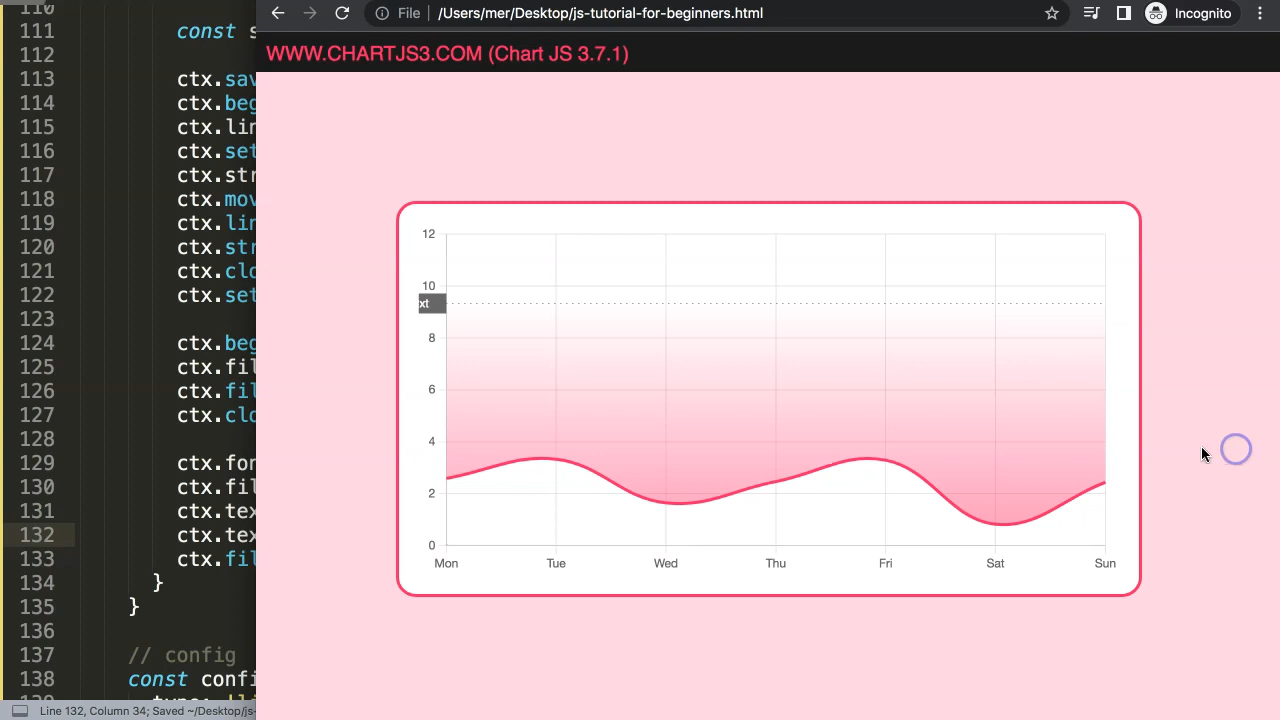 110
111 const s
112
113 ctx.sav
114 ctx.beg
115 ctx.lin
116 ctx.set
117 ctx.str
118 ctx.mov
119 ctx.lin
120 ctx.str
121 ctx.clo
122 ctx.set
123
124 ctx.beg
125 ctx.fil
126 ctx.fil
127 ctx.clo
128
129 ctx.fon
130 ctx.fil
131 ctx.tex
132 ctx.tex
133 ctx.fil
134 }
135 }
136
137 // config
138 const confi
Line 132, Column 34; Saved ~/Desktop/js-
File /Users/mer/Desktop/js-tutorial-for-beginners.html Incognito
WWW.CHARTJS3.COM (Chart JS 3.7.1)
12
10
xt
8
6
4
2
0
Mon Tue Wed Thu Fri Sat Sun